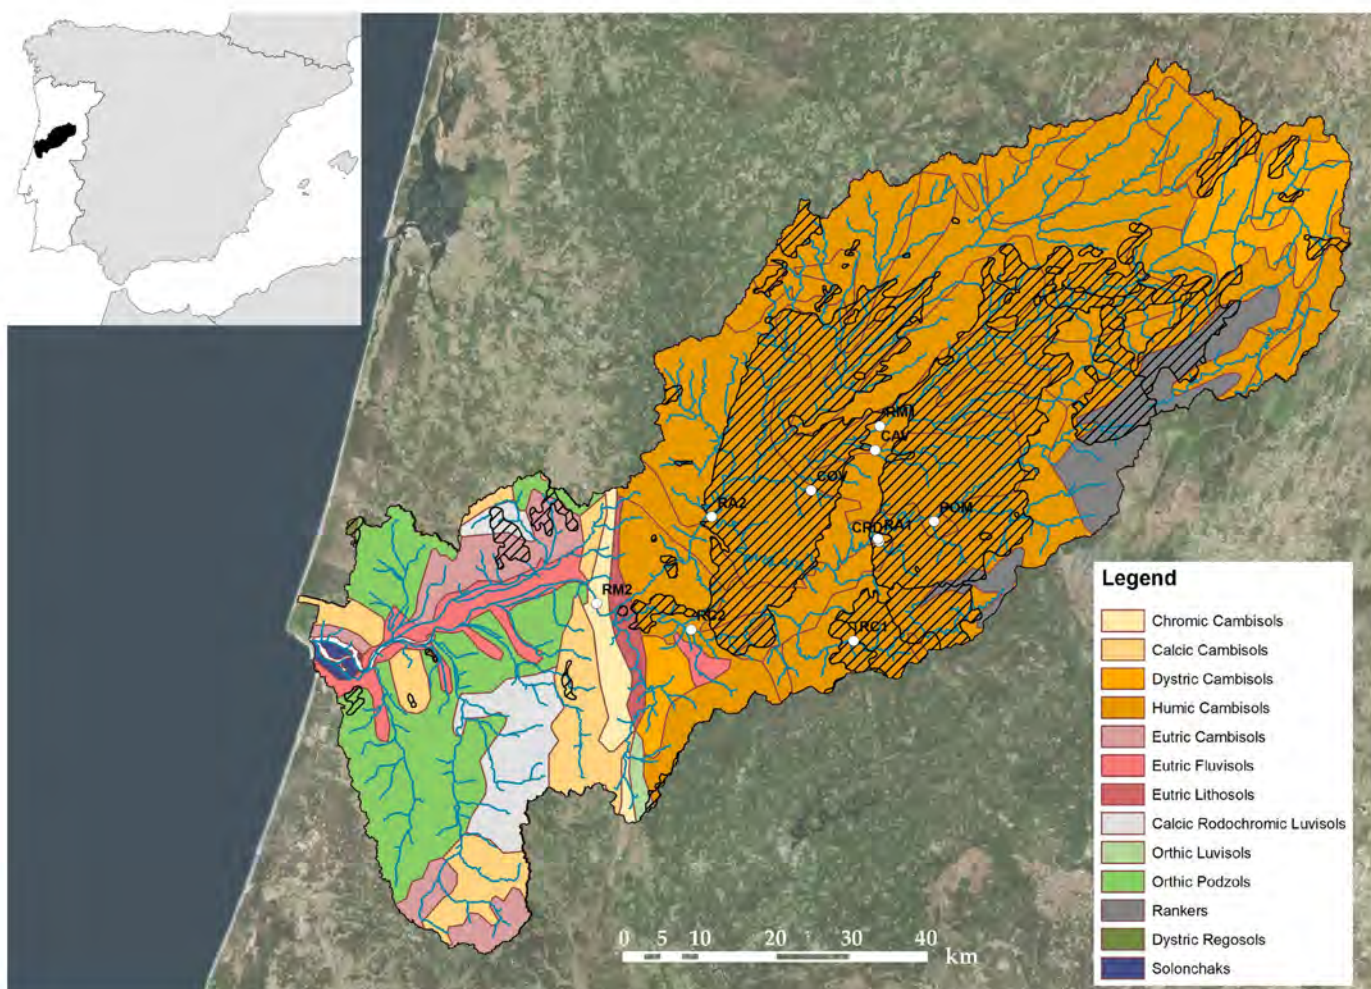 RM1
CAV
COV
RA2
POM
CRO
RA1
RM2
RC2
RC1
Legend
Chromic Cambisols
Calcic Cambisols
Dystric Cambisols
Humic Cambisols
Eutric Cambisols
Eutric Fluvisols
Eutric Lithosols
Calcic Rodochromic Luvisols
Orthic Luvisols
Orthic Podzols
Rankers
Dystric Regosols
Solonchaks
0 5 10 20 30 40
km